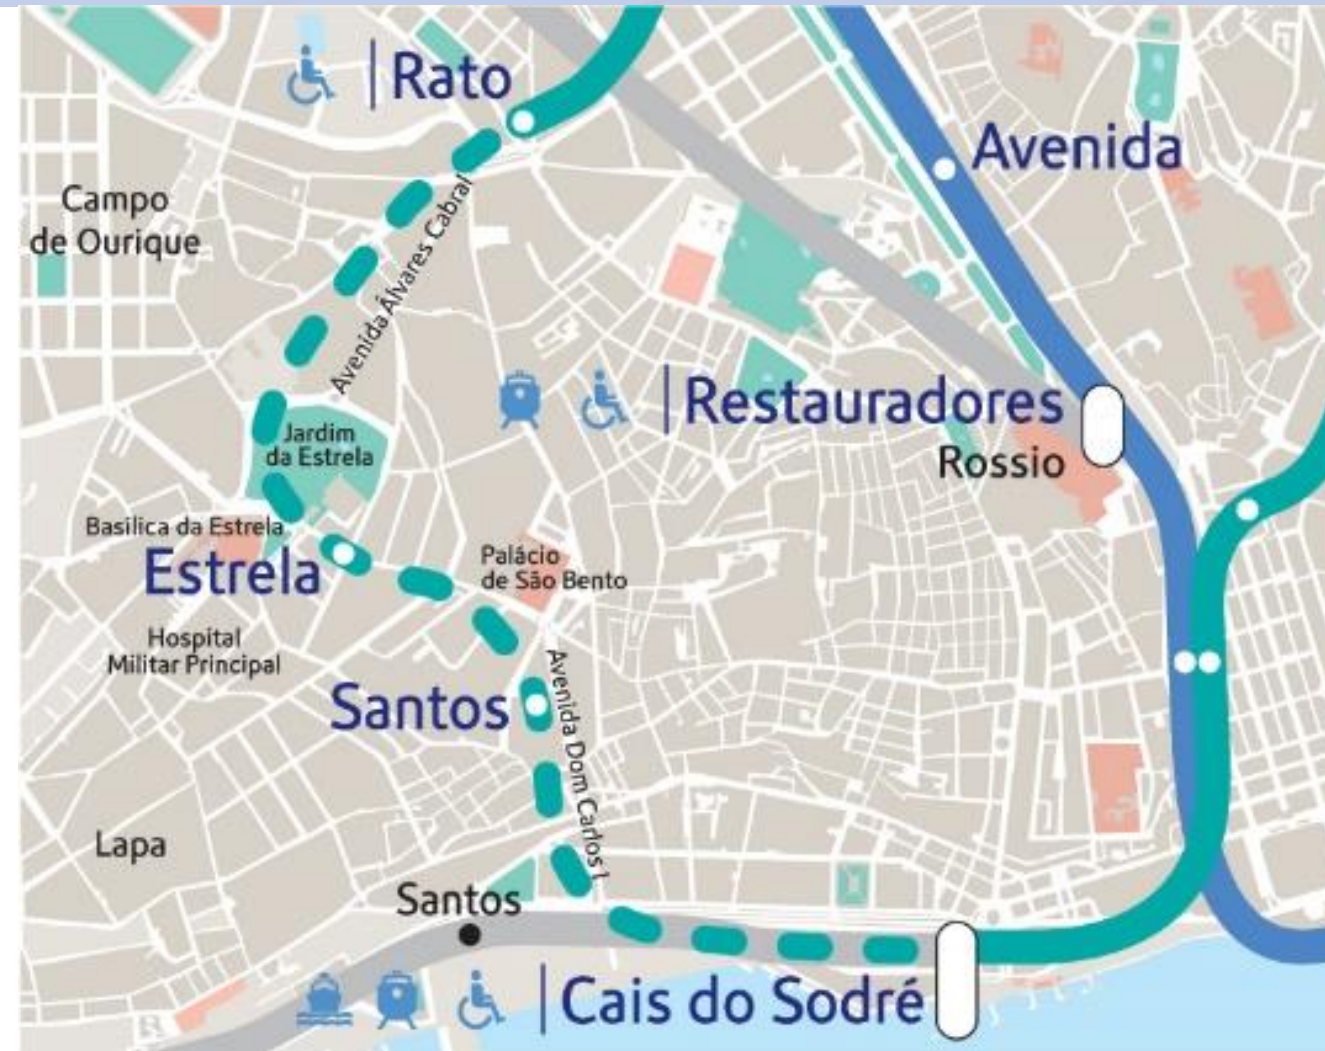 Rato
Avenida
Campo
de Ourique
Avenida Álvares Cabral
Restauradores
Rossio
Jardim
da Estrela
Basilica da Estrela
Estrela
Palácio
de São Bento
Hospital
Militar Principal
Santos
Avenida Dom Carlos I
Lapa
Santos
Cais do Sodré